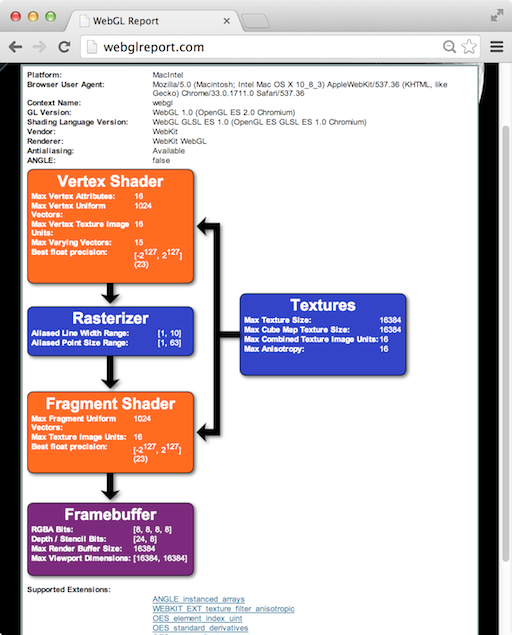 WebGL Report
webglreport.com
Platform: MacIntel
Browser User Agent: Mozilla/5.0 (Macintosh; Intel Mac OS X 10_8_3) AppleWebKit/537.36 (KHTML, like
Gecko) Chrome/33.0.1711.0 Safari/537.36
Context Name: webgl
GL Version: WebGL 1.0 (OpenGL ES 2.0 Chromium)
Shading Language Version: WebGL GLSL ES 1.0 (OpenGL ES GLSL ES 1.0 Chromium)
Vendor: WebKit
Renderer: WebKit WebGL
Antialiasing: Available
ANGLE: false
Vertex Shader
Max Vertex Attributes: 16
Max Vertex Uniform 1024
Vectors:
Max Vertex Texture Image 16
Units:
Max Varying Vectors: 15
Best float precision: [-2^127, 2^127]
(23)
Rasterizer
Aliased Line Width Range: [1, 10]
Aliased Point Size Range: [1, 63]
Textures
Max Texture Size: 16384
Max Cube Map Texture Size: 16384
Max Combined Texture Image Units: 16
Max Anisotropy: 16
Fragment Shader
Max Fragment Uniform 1024
Vectors:
Max Texture Image Units: 16
Best float precision: [-2^127, 2^127]
(23)
Framebuffer
RGBA Bits: [8, 8, 8, 8]
Depth / Stencil Bits: [24, 8]
Max Render Buffer Size: 16384
Max Viewport Dimensions: [16384, 16384]
Supported Extensions:
ANGLE_instanced_arrays
WEBKIT_EXT_texture_filter_anisotropic
OES_element_index_uint
OES_standard_derivatives